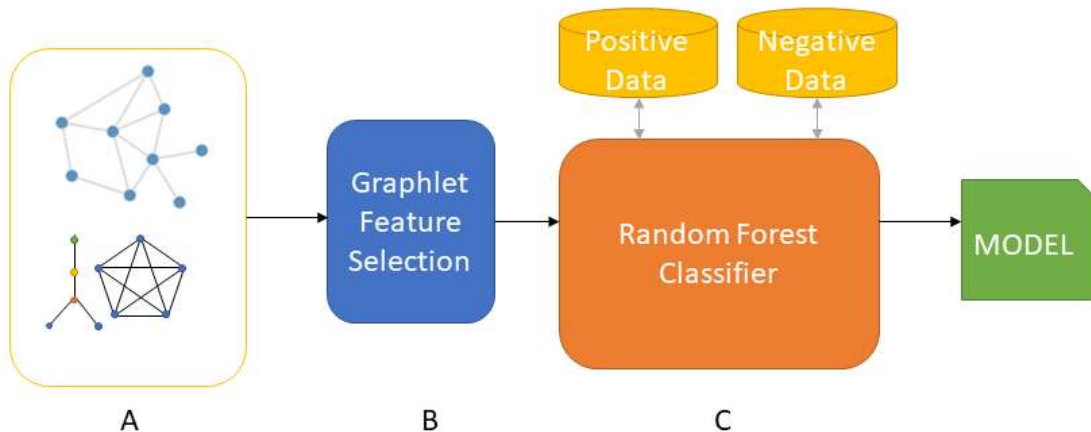 Positive
Data
Negative
Data
Graphlet
Feature
Selection
Random Forest
Classifier
MODEL
A
B
C